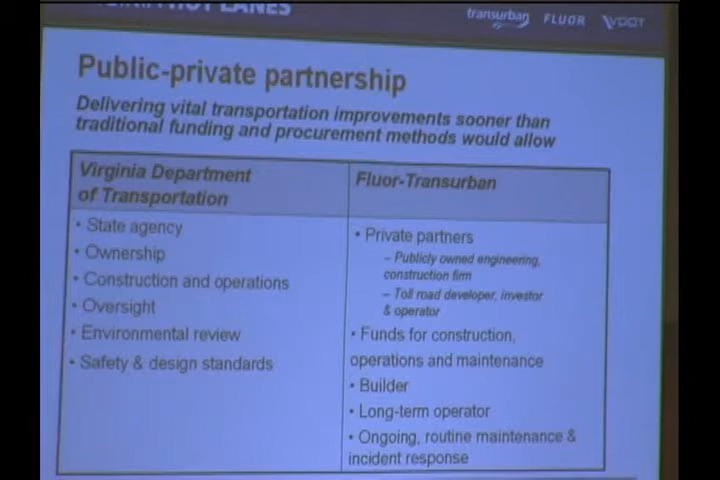 HOT LANES
transurban FLUOR VDOT
Public-private partnership
Delivering vital transportation improvements sooner than
traditional funding and procurement methods would allow
Virginia Department
of Transportation
• State agency
• Ownership
• Construction and operations
• Oversight
• Environmental review
• Safety & design standards
Fluor-Transurban
• Private partners
– Publicly owned engineering,
construction firm
– Toll road developer, investor
& operator
• Funds for construction,
operations and maintenance
• Builder
• Long-term operator
• Ongoing, routine maintenance &
incident response